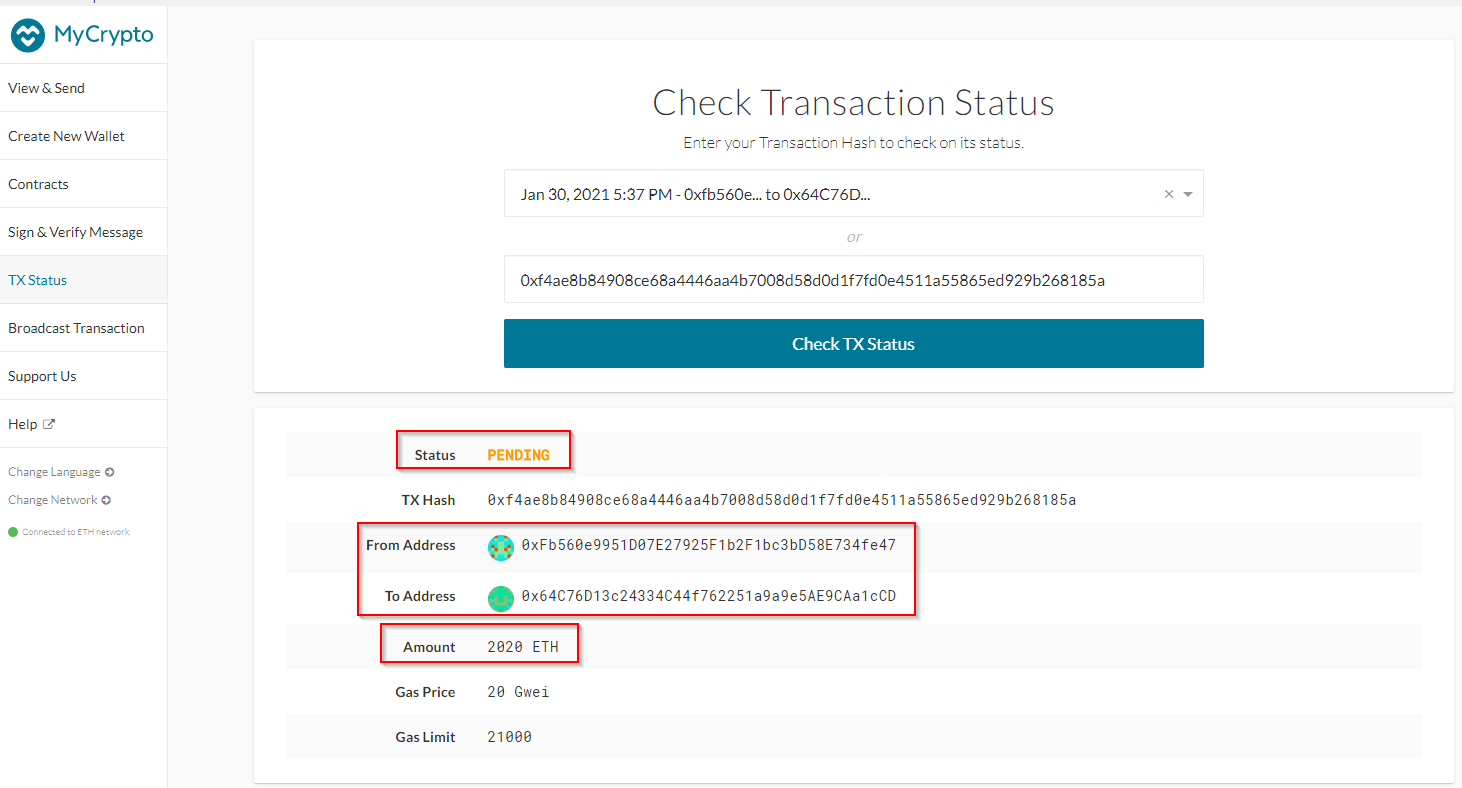 MyCrypto
View & Send
Create New Wallet
Contracts
Sign & Verify Message
TX Status
Broadcast Transaction
Support Us
Help
Change Language
Change Network
Connected to ETH network
Check Transaction Status
Enter your Transaction Hash to check on its status.
Jan 30, 2021 5:37 PM - 0xfb560e... to 0x64C76D...
or
0xf4ae8b84908ce68a4446aa4b7008d58d0d1f7fd0e4511a55865ed929b268185a
Check TX Status
Status PENDING
TX Hash 0xf4ae8b84908ce68a4446aa4b7008d58d0d1f7fd0e4511a55865ed929b268185a
From Address 0xFb560e9951D07E27925F1b2F1bc3bD58E734fe47
To Address 0x64C76D13c24334C44f762251a9a9e5AE9CAa1cCD
Amount 2020 ETH
Gas Price 20 Gwei
Gas Limit 21000